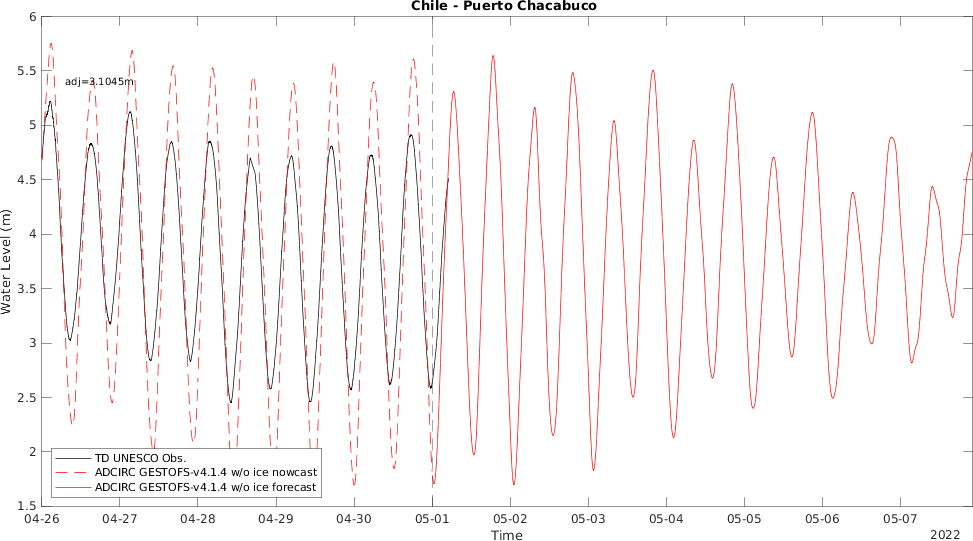 Chile - Puerto Chacabuco
6
5.5
5
4.5
4
3.5
3
2.5
2
1.5
Water Level (m)
adj=3.1045m
TD UNESCO Obs.
ADCIRC GESTOFS-v4.1.4 w/o ice nowcast
ADCIRC GESTOFS-v4.1.4 w/o ice forecast
04-26 04-27 04-28 04-29 04-30 05-01 05-02 05-03 05-04 05-05 05-06 05-07
Time
2022